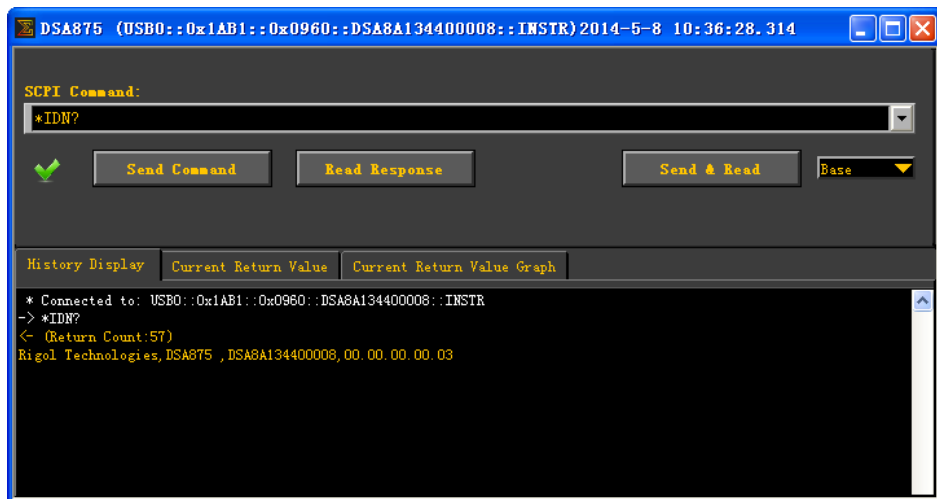 DSA875 (USB0::0x1AB1::0x0960::DSA8A134400008::INSTR)2014-5-8 10:36:28.314
SCPI Command:
*IDN?
Send Command Read Response Send & Read Base
History Display Current Return Value Current Return Value Graph
* Connected to: USB0::0x1AB1::0x0960::DSA8A134400008::INSTR
-> *IDN?
<- (Return Count:57)
Rigol Technologies,DSA875 ,DSA8A134400008,00.00.00.00.03